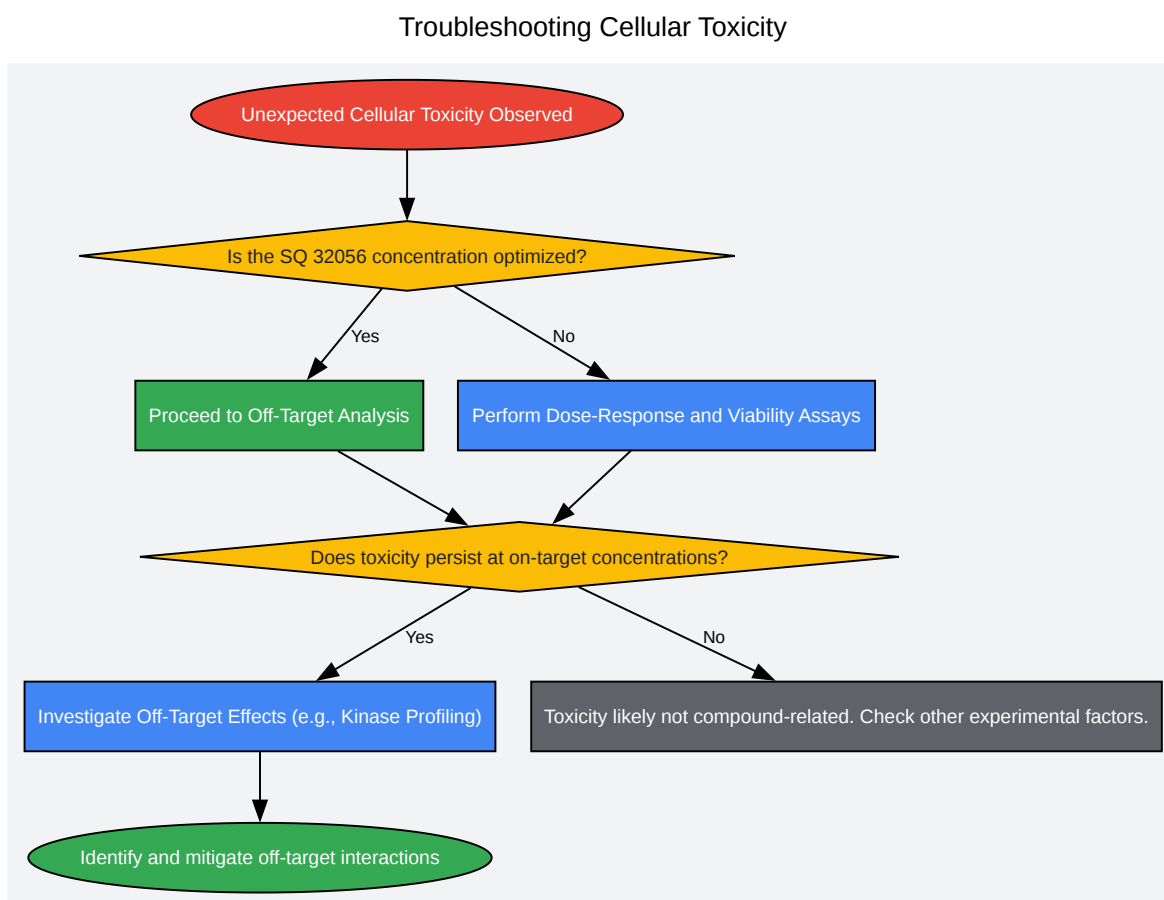 Troubleshooting Cellular Toxicity
Unexpected Cellular Toxicity Observed
Is the SQ 32056 concentration optimized?
Yes
No
Proceed to Off-Target Analysis
Perform Dose-Response and Viability Assays
Does toxicity persist at on-target concentrations?
Yes
No
Investigate Off-Target Effects (e.g., Kinase Profiling)
Toxicity likely not compound-related. Check other experimental factors.
Identify and mitigate off-target interactions